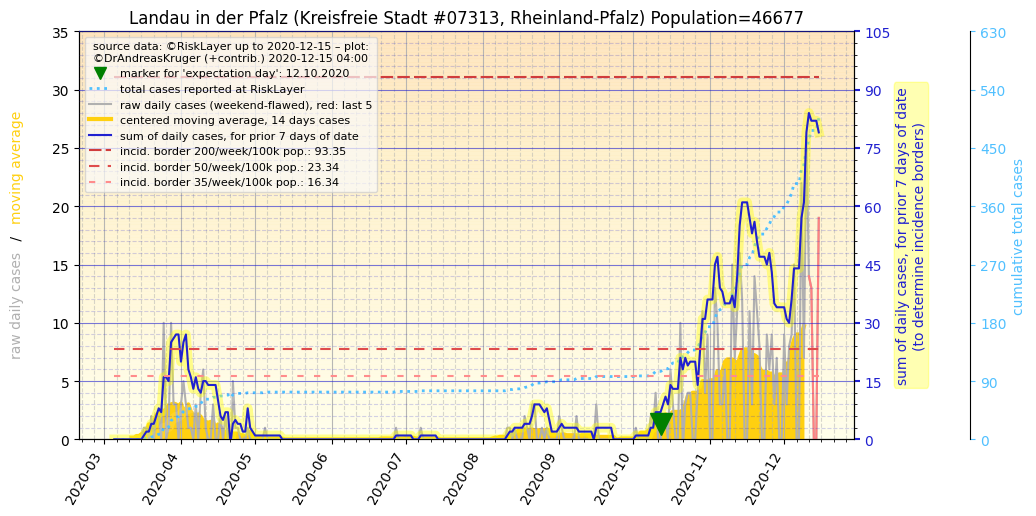 Landau in der Pfalz (Kreisfreie Stadt #07313, Rheinland-Pfalz) Population=46677
source data: ©RiskLayer up to 2020-12-15 – plot:
©DrAndreasKruger (+contrib.) 2020-12-15 04:00
marker for 'expectation day': 12.10.2020
total cases reported at RiskLayer
raw daily cases (weekend-flawed), red: last 5
centered moving average, 14 days cases
sum of daily cases, for prior 7 days of date
incid. border 200/week/100k pop.: 93.35
incid. border 50/week/100k pop.: 23.34
incid. border 35/week/100k pop.: 16.34
raw daily cases / moving average
35
30
25
20
15
10
5
0
2020-03
2020-04
2020-05
2020-06
2020-07
2020-08
2020-09
2020-10
2020-11
2020-12
105
90
75
60
45
30
15
0
sum of daily cases, for prior 7 days of date
(to determine incidence borders)
630
540
450
360
270
180
90
0
cumulative total cases